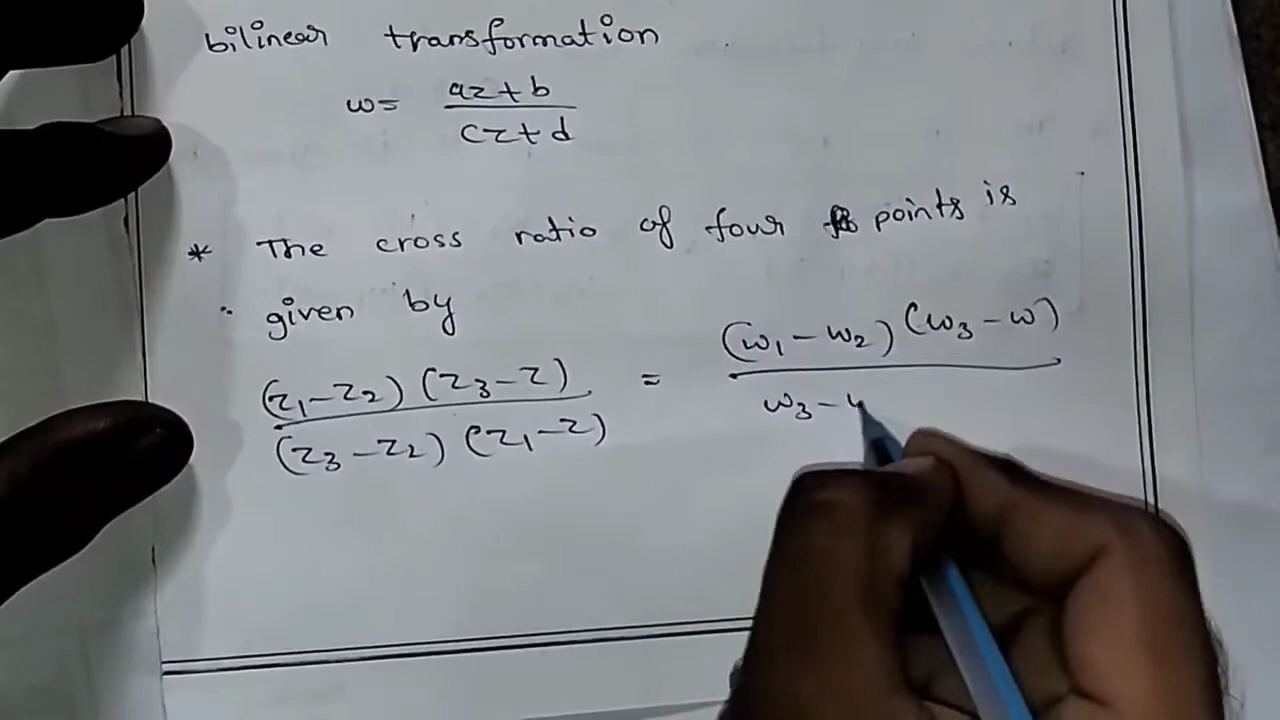 bilinear transformation
w= az+b
cz+d
* The cross ratio of four points is
given by
(z1-z2) (z3-z) = (w1-w2) (w3-w)
(z3-z2) (z1-z) w3-